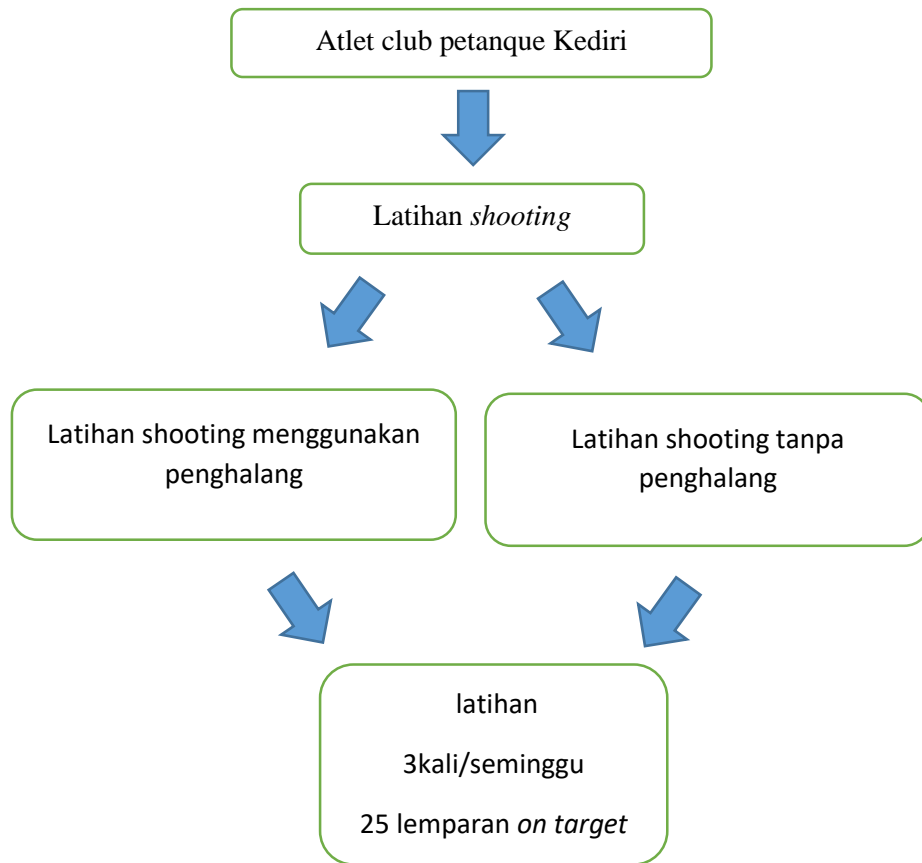 Atlet club petanque Kediri
Latihan shooting
Latihan shooting menggunakan
penghalang
Latihan shooting tanpa
penghalang
latihan
3kali/seminggu
25 lemparan on target